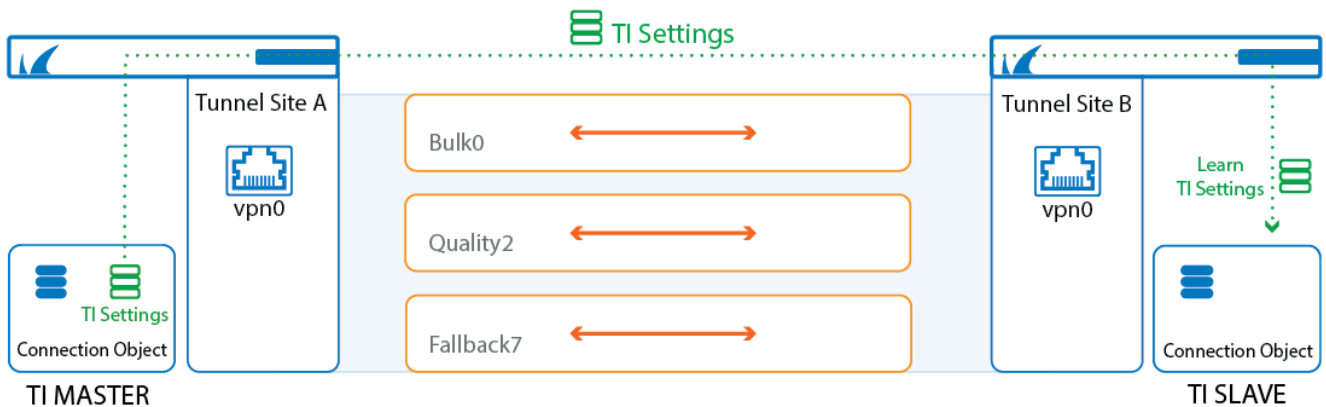 TI Settings
Tunnel Site A
vpn0
TI Settings
Connection Object
TI MASTER
Bulk0
Quality2
Fallback7
Tunnel Site B
vpn0
Learn
TI Settings
Connection Object
TI SLAVE